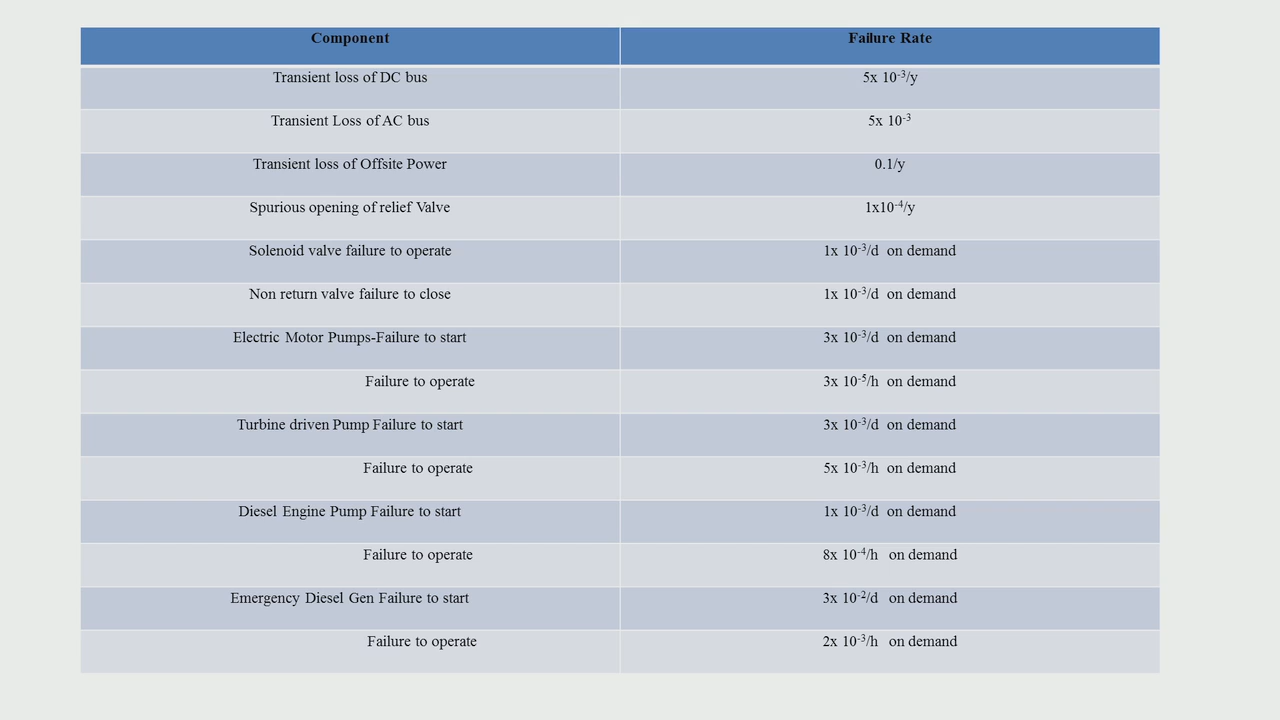 Component Failure Rate
Transient loss of DC bus 5x 10⁻³/y
Transient Loss of AC bus 5x 10⁻³
Transient loss of Offsite Power 0.1/y
Spurious opening of relief Valve 1x10⁻⁴/y
Solenoid valve failure to operate 1x 10⁻³/d on demand
Non return valve failure to close 1x 10⁻³/d on demand
Electric Motor Pumps-Failure to start 3x 10⁻³/d on demand
Failure to operate 3x 10⁻⁵/h on demand
Turbine driven Pump Failure to start 3x 10⁻³/d on demand
Failure to operate 5x 10⁻³/h on demand
Diesel Engine Pump Failure to start 1x 10⁻³/d on demand
Failure to operate 8x 10⁻⁴/h on demand
Emergency Diesel Gen Failure to start 3x 10⁻²/d on demand
Failure to operate 2x 10⁻³/h on demand